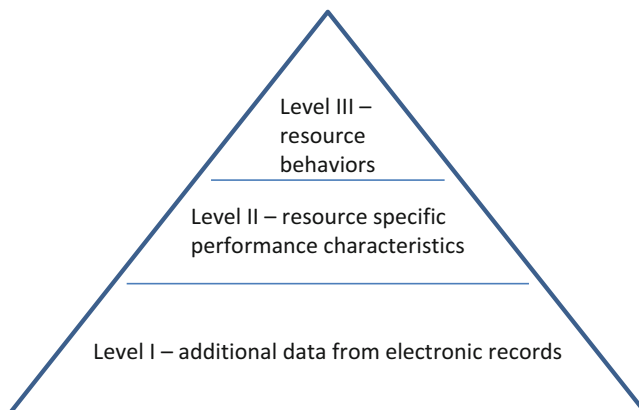 Level III –
resource
behaviors
Level II – resource specific
performance characteristics
Level I – additional data from electronic records